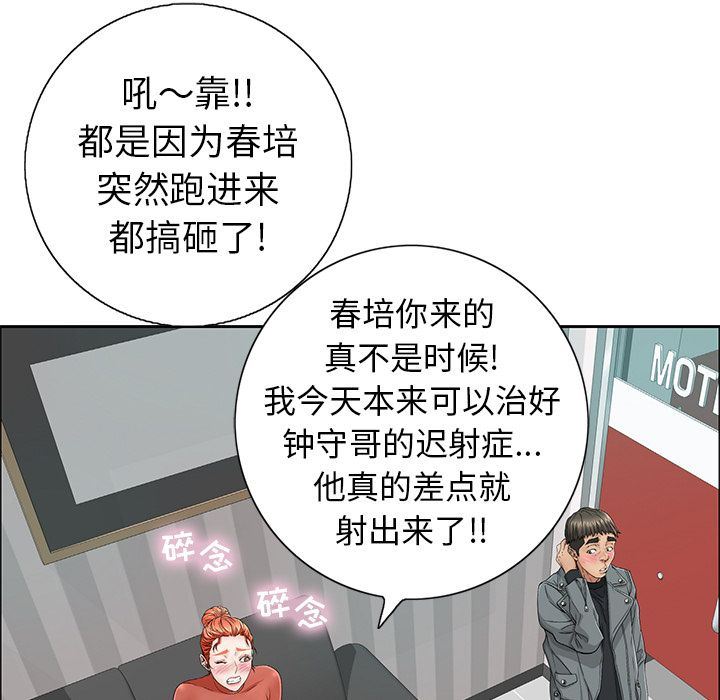 吼～靠!!
都是因为春培
突然跑进来
都搞砸了!
春培你来的
真不是时候!
我今天本来可以治好
钟守哥的迟射症...
他真的差点就
射出来了!!
MOT
碎念
碎念